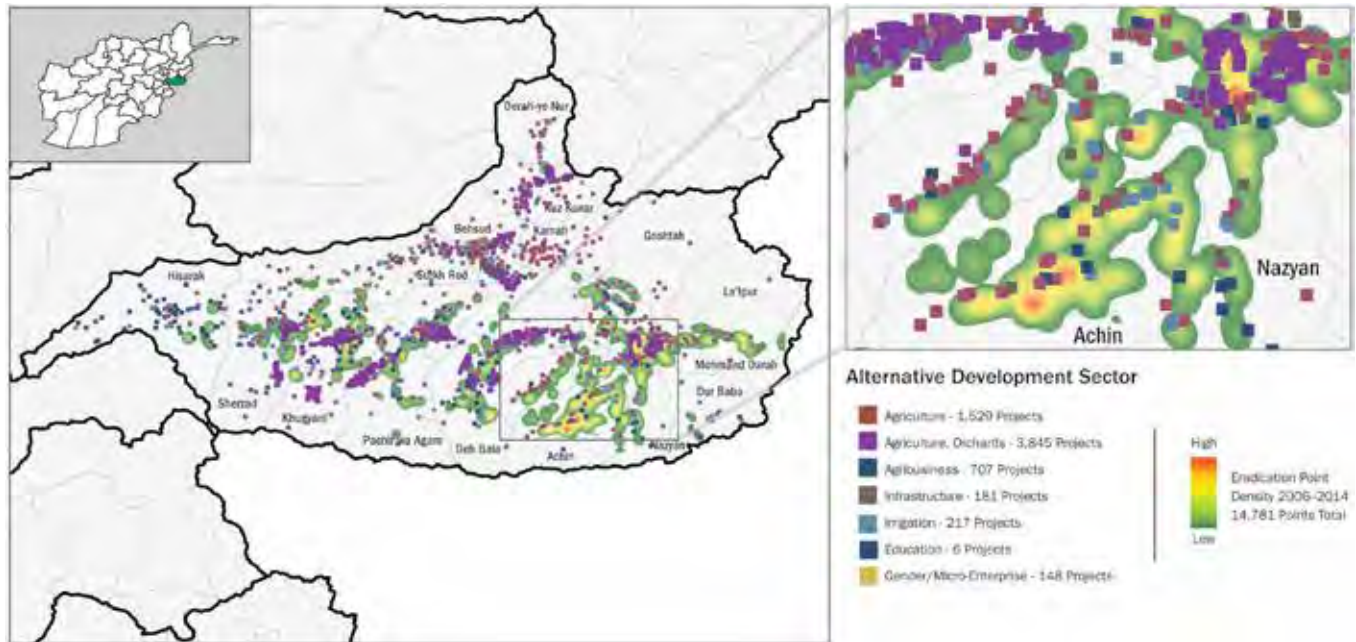 Darah-ye Nur
Kuz Kunar
Behsud
Kamah
Goshtah
Surkh Rod
Hisarak
La'lpur
Mohmand Darah
Dur Baba
Sherzad
Khugyani
Pachir wa Agam
Deh Bala
Achin
Nazyan
Nazyan
Achin
Alternative Development Sector
Agriculture - 1,529 Projects
Agriculture, Orchards - 3,845 Projects
Agribusiness - 707 Projects
Infrastructure - 181 Projects
Irrigation - 217 Projects
Education - 6 Projects
Gender/Micro-Enterprise - 148 Projects
High
Eradication Point
Density 2006–2014
14,781 Points Total
Low